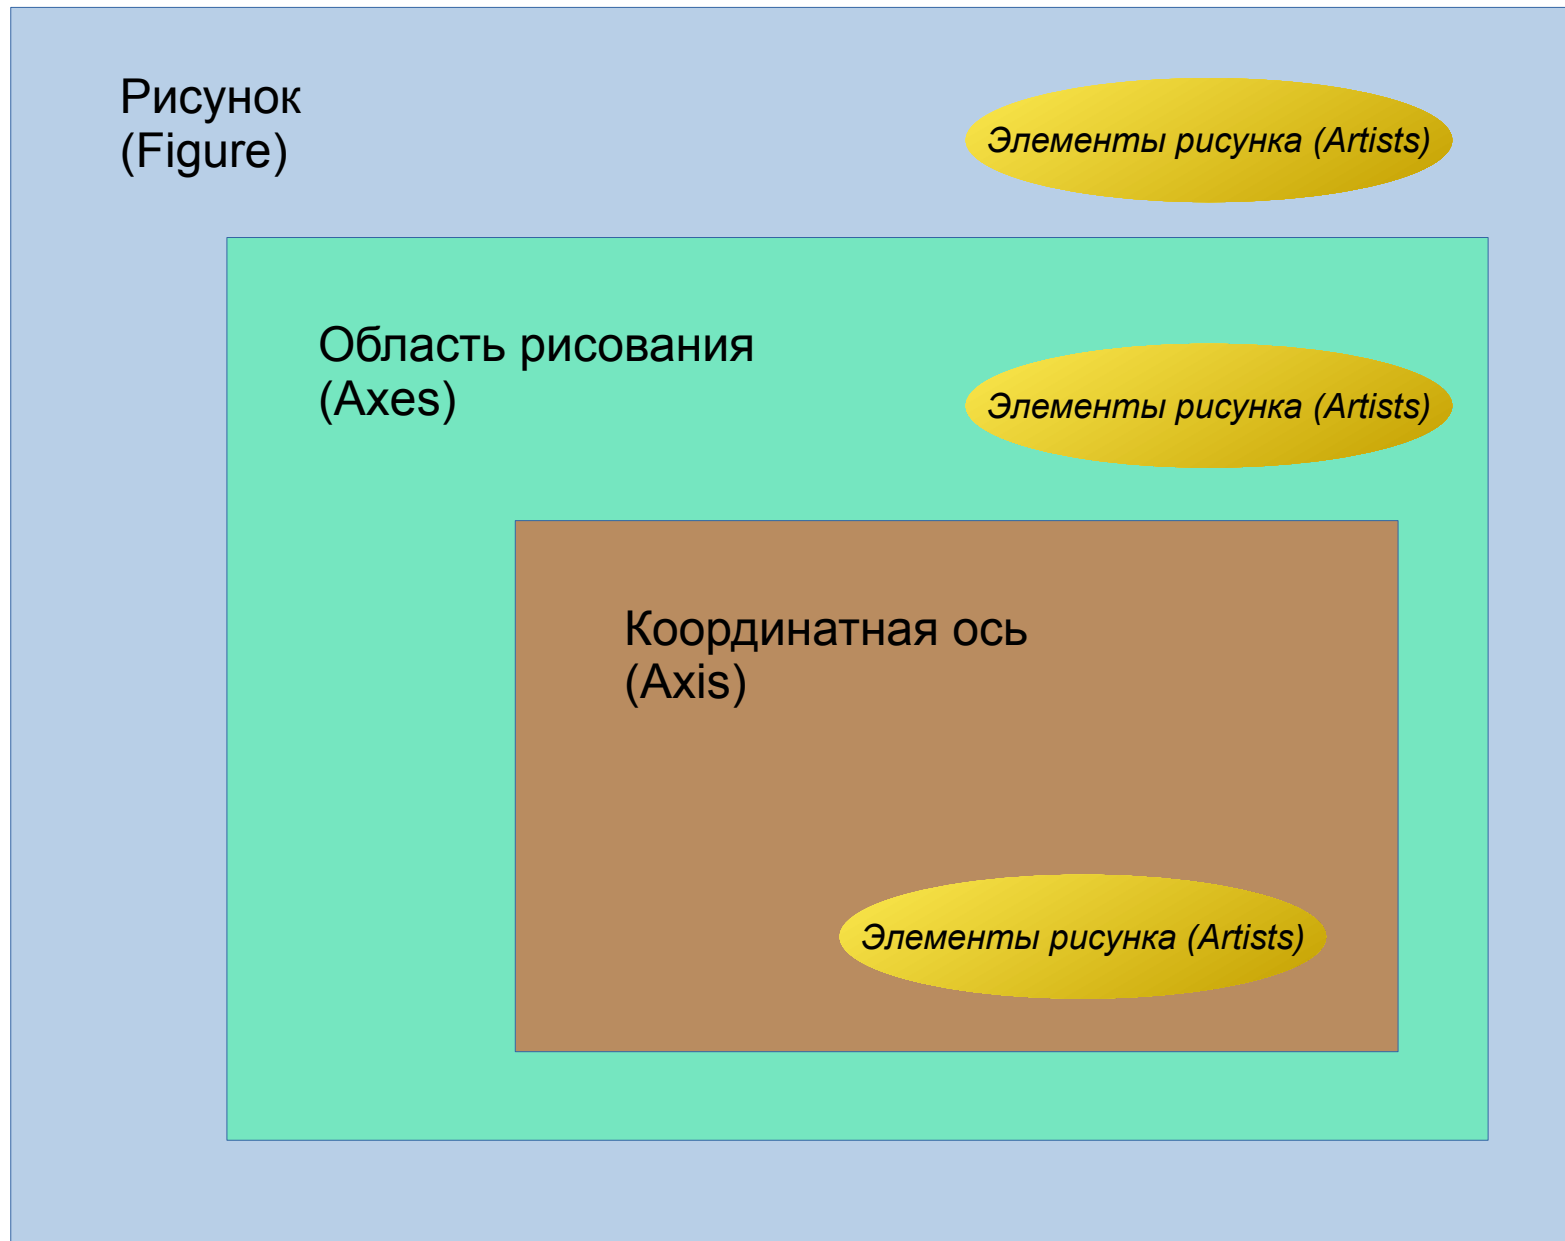 Рисунок
(Figure)
Элементы рисунка (Artists)
Область рисования
(Axes)
Элементы рисунка (Artists)
Координатная ось
(Axis)
Элементы рисунка (Artists)